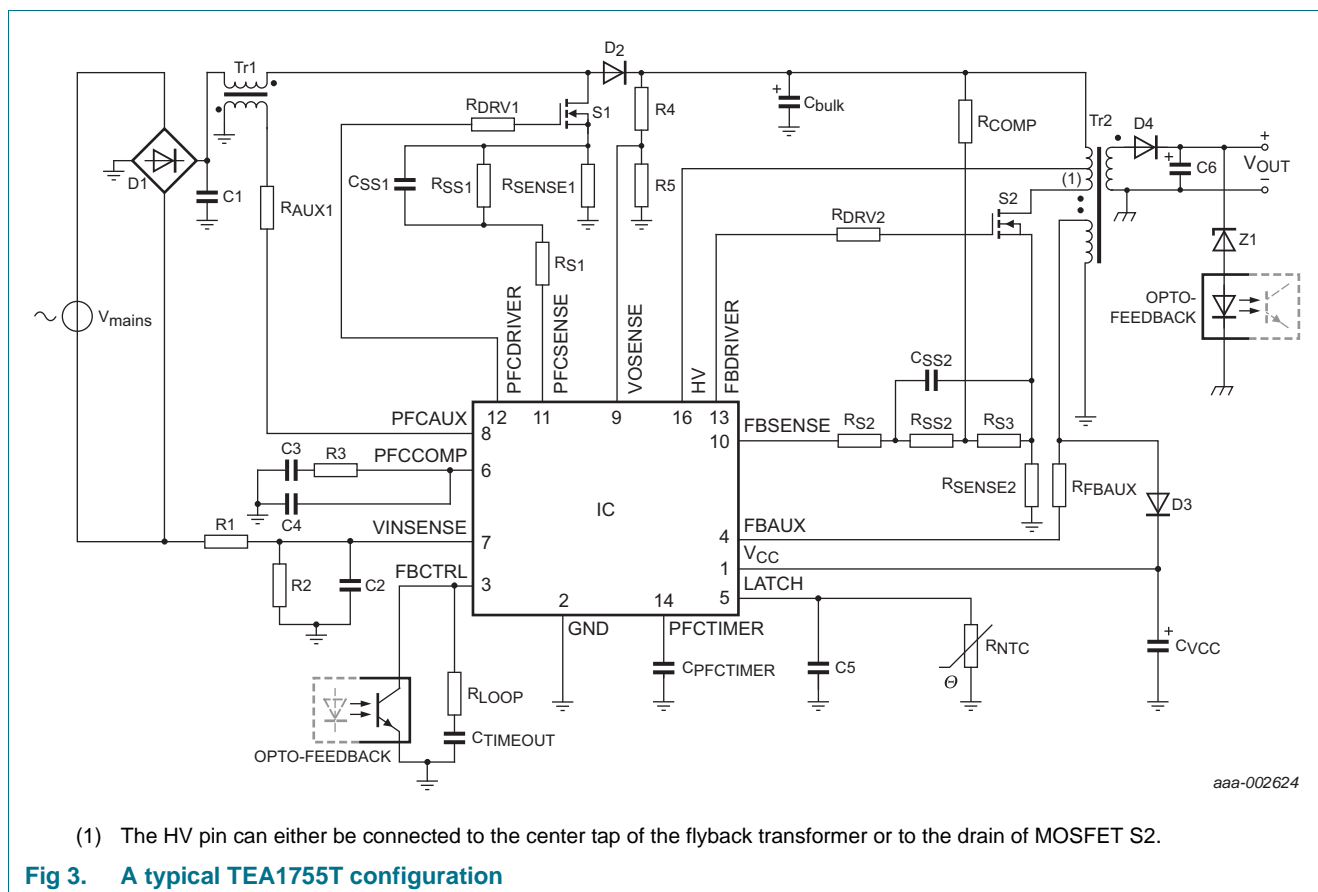 Tr1
D2
RDRV1
S1
R4
Cbulk
RCOMP
Tr2
D4
+
VOUT
−
C6
D1
C1
RAUX1
CSS1
RSS1
RSENSE1
R5
(1)
S2
RDRV2
Z1
RS1
OPTO-
FEEDBACK
~
Vmains
PFCDRIVER
PFCSENSE
VOSENSE
HV
FBDRIVER
CSS2
PFCAUX
12
11
9
16
13
FBSENSE
RS2
RSS2
RS3
8
10
C3
R3
PFCCOMP
6
RSENSE2
RFBAUX
D3
C4
IC
R1
VINSENSE
7
FBAUX
4
VCC
1
R2
C2
FBCTRL
3
LATCH
5
2
14
GND
PFCTIMER
RNTC
Θ
C5
CVCC
CPFCTIMER
RLOOP
CTIMEOUT
OPTO-FEEDBACK
aaa-002624
(1) The HV pin can either be connected to the center tap of the flyback transformer or to the drain of MOSFET S2.
Fig 3. A typical TEA1755T configuration